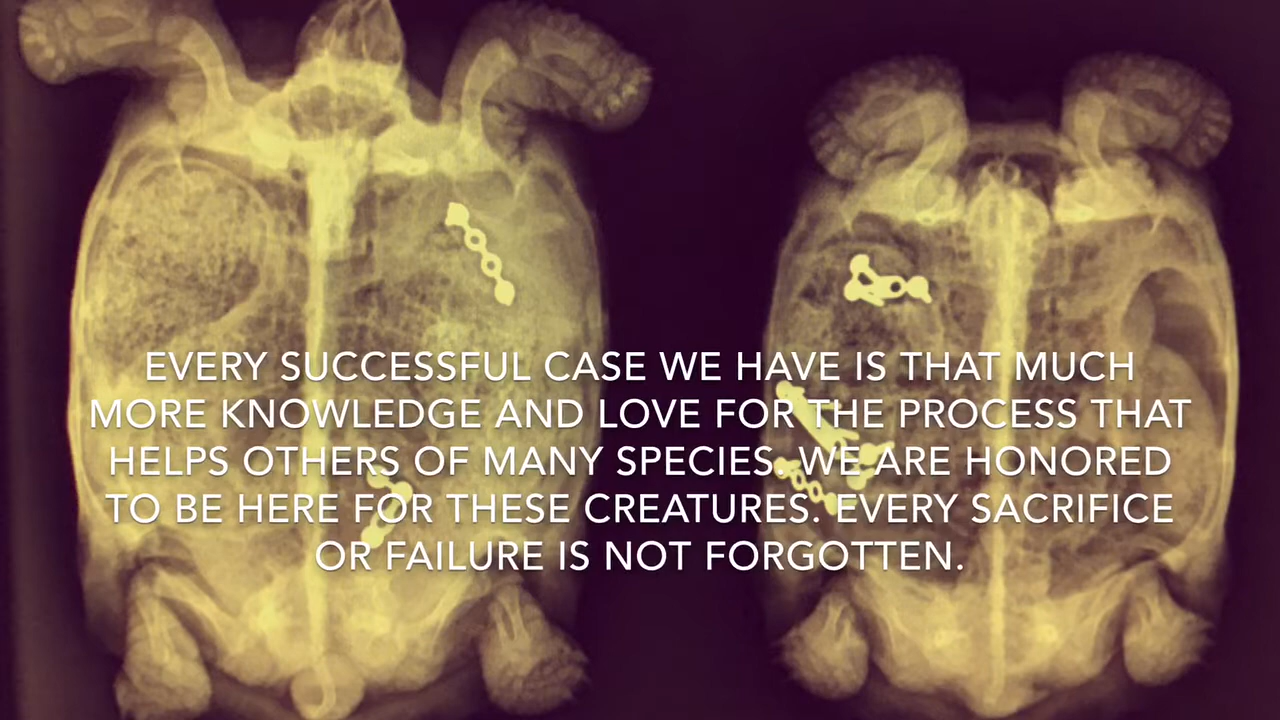 EVERY SUCCESSFUL CASE WE HAVE IS THAT MUCH
MORE KNOWLEDGE AND LOVE FOR THE PROCESS THAT
HELPS OTHERS OF MANY SPECIES. WE ARE HONORED
TO BE HERE FOR THESE CREATURES. EVERY SACRIFICE
OR FAILURE IS NOT FORGOTTEN.